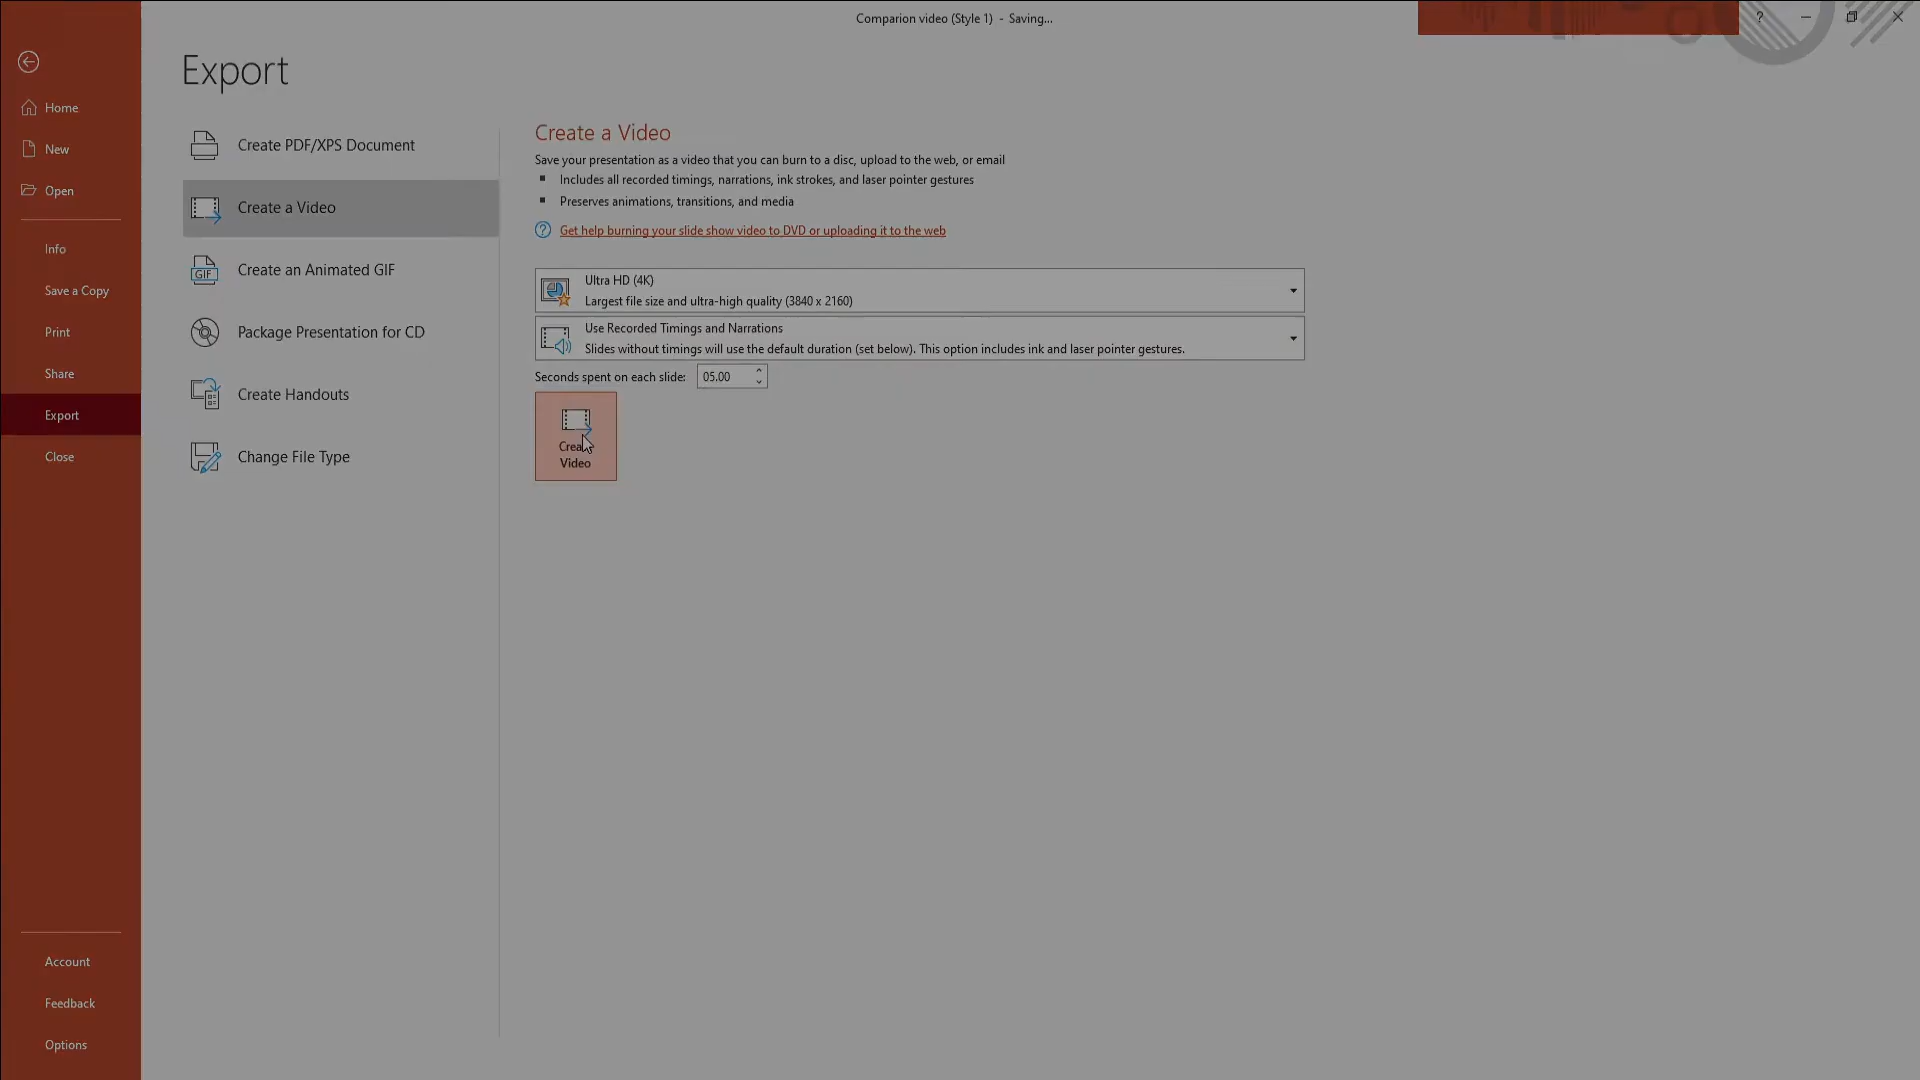 Comparion video (Style 1) - Saving...
?
Export
Home
New
Open
Info
Save a Copy
Print
Share
Export
Close
Account
Feedback
Options
Create PDF/XPS Document
Create a Video
GIF
Create an Animated GIF
Package Presentation for CD
Create Handouts
Change File Type
Create a Video
Save your presentation as a video that you can burn to a disc, upload to the web, or email
Includes all recorded timings, narrations, ink strokes, and laser pointer gestures
Preserves animations, transitions, and media
? Get help burning your slide show video to DVD or uploading it to the web
Ultra HD (4K)
Largest file size and ultra-high quality (3840 x 2160)
Use Recorded Timings and Narrations
Slides without timings will use the default duration (set below). This option includes ink and laser pointer gestures.
Seconds spent on each slide: 05.00
Create
Video